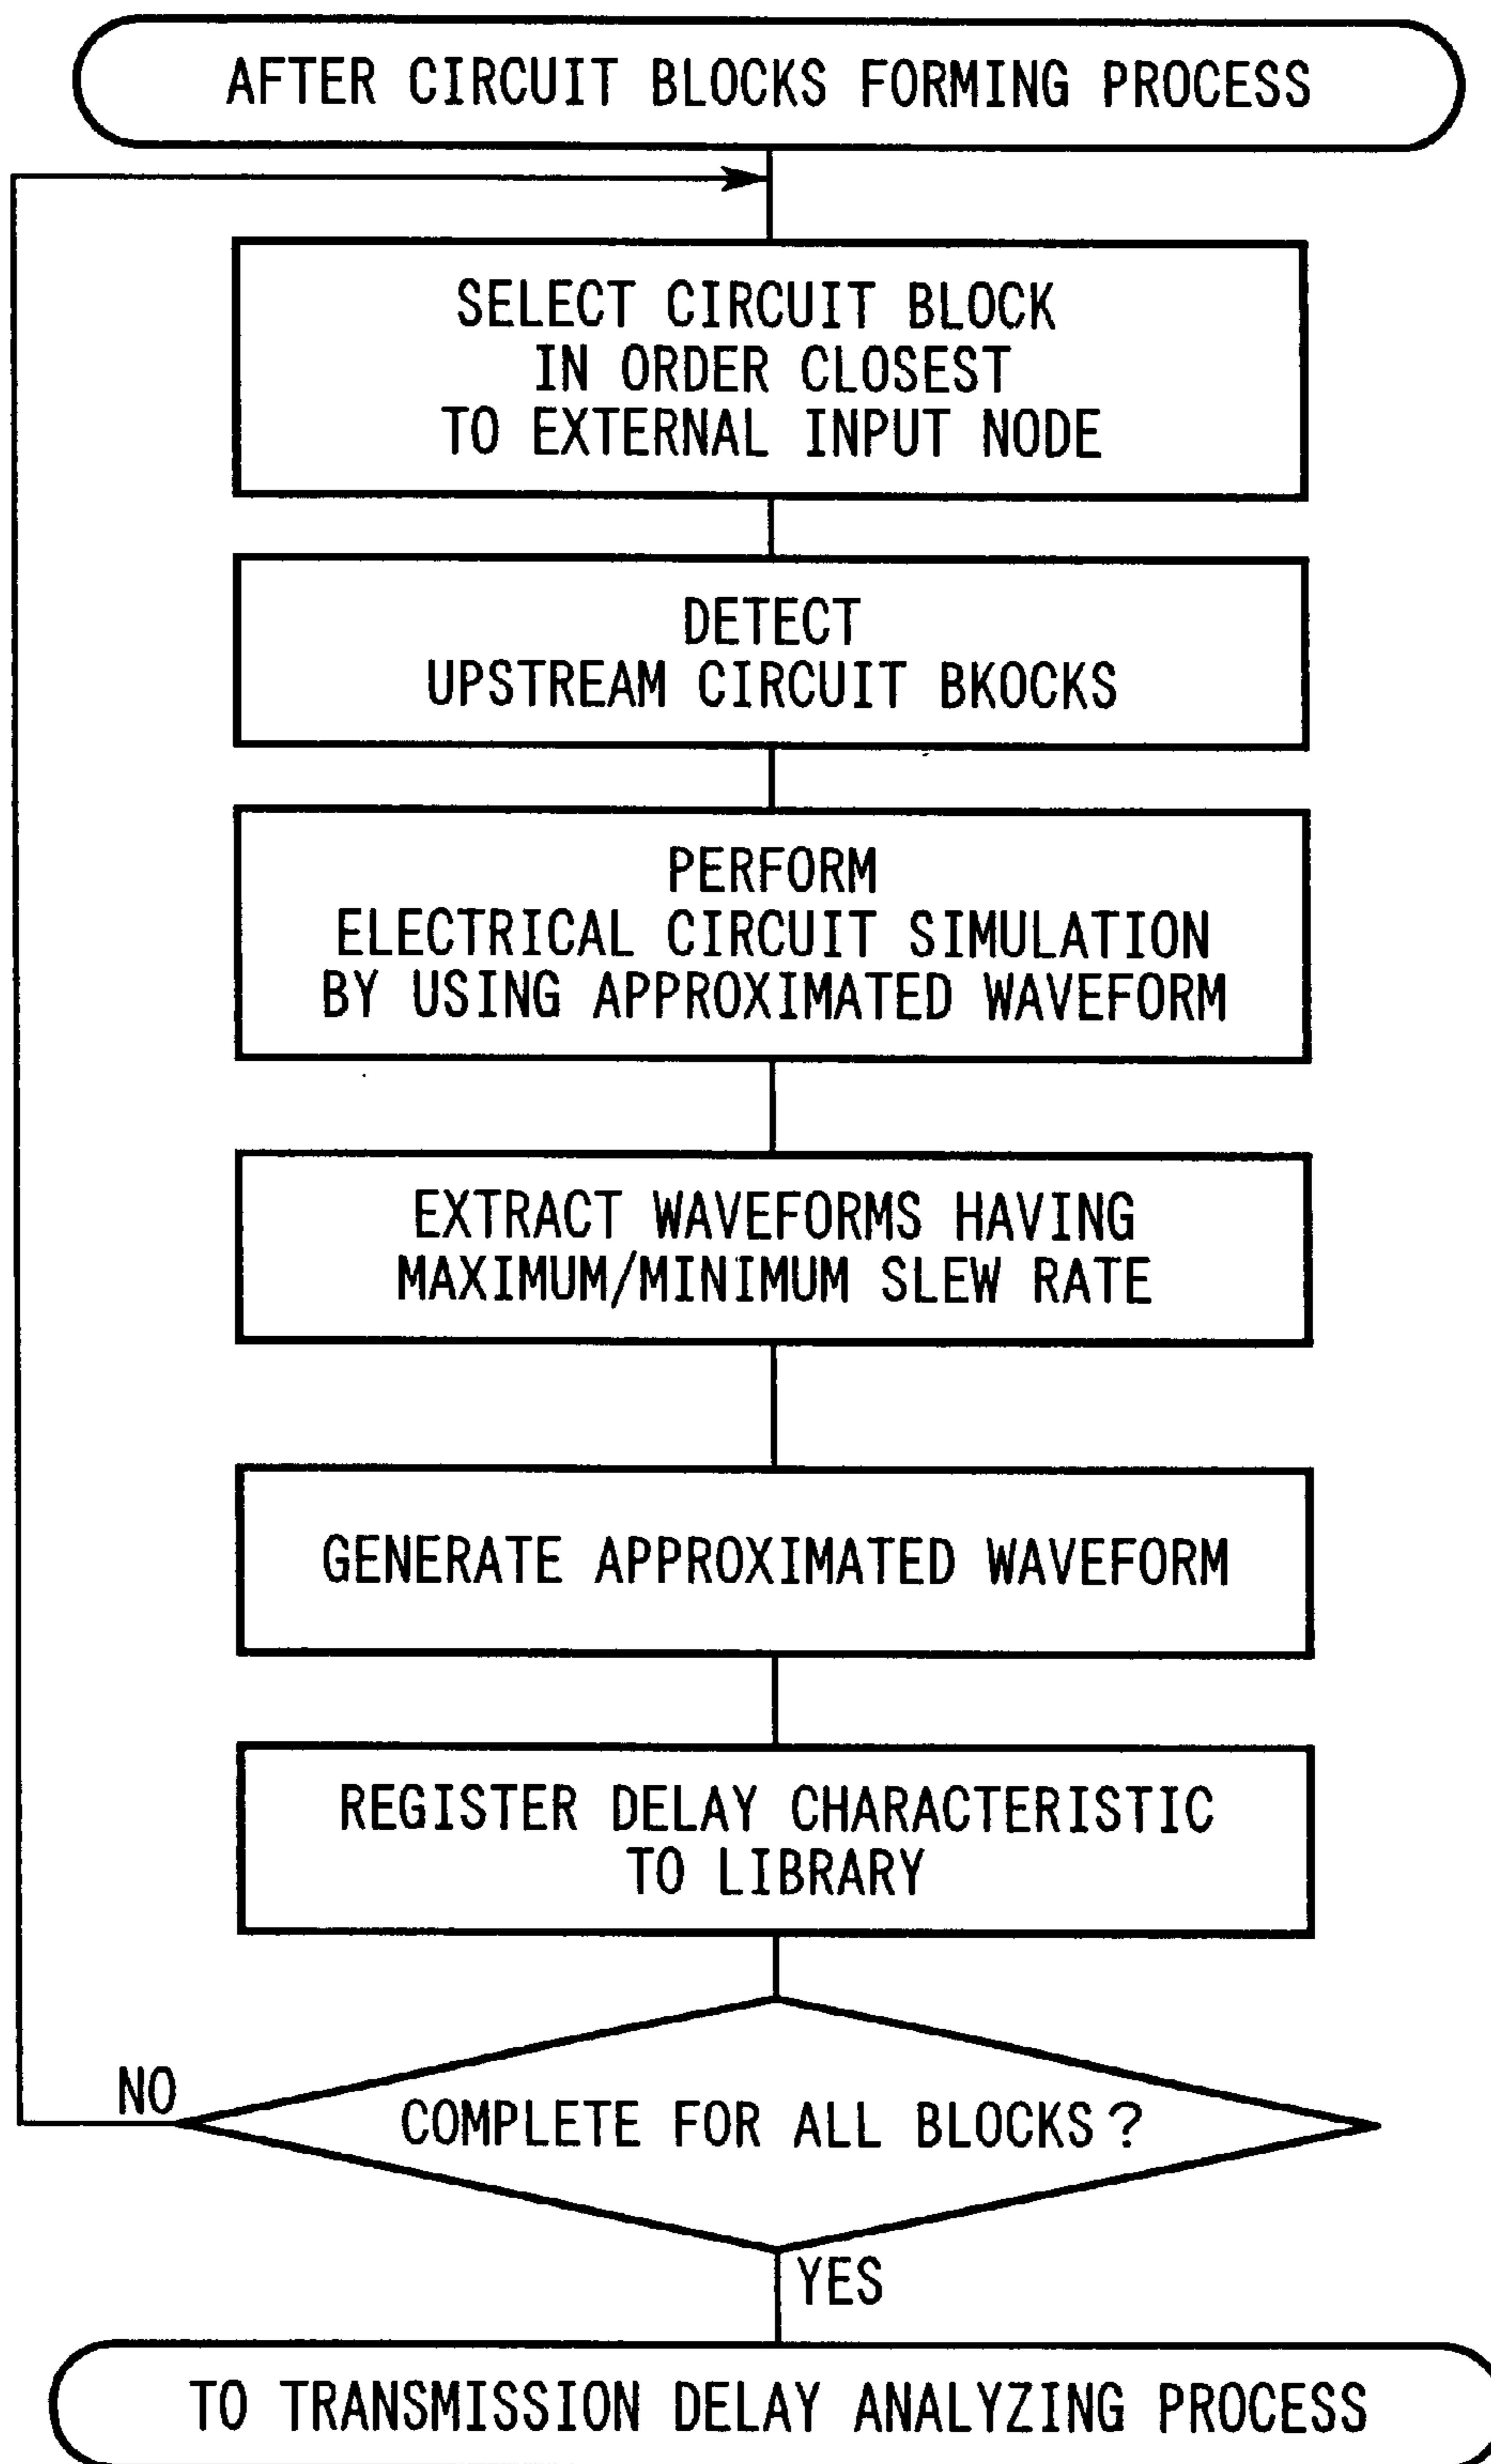 AFTER CIRCUIT BLOCKS FORMING PROCESS
SELECT CIRCUIT BLOCK
IN ORDER CLOSEST
TO EXTERNAL INPUT NODE
DETECT
UPSTREAM CIRCUIT BKOCKS
PERFORM
ELECTRICAL CIRCUIT SIMULATION
BY USING APPROXIMATED WAVEFORM
EXTRACT WAVEFORMS HAVING
MAXIMUM/MINIMUM SLEW RATE
GENERATE APPROXIMATED WAVEFORM
REGISTER DELAY CHARACTERISTIC
TO LIBRARY
NO
COMPLETE FOR ALL BLOCKS?
YES
TO TRANSMISSION DELAY ANALYZING PROCESS